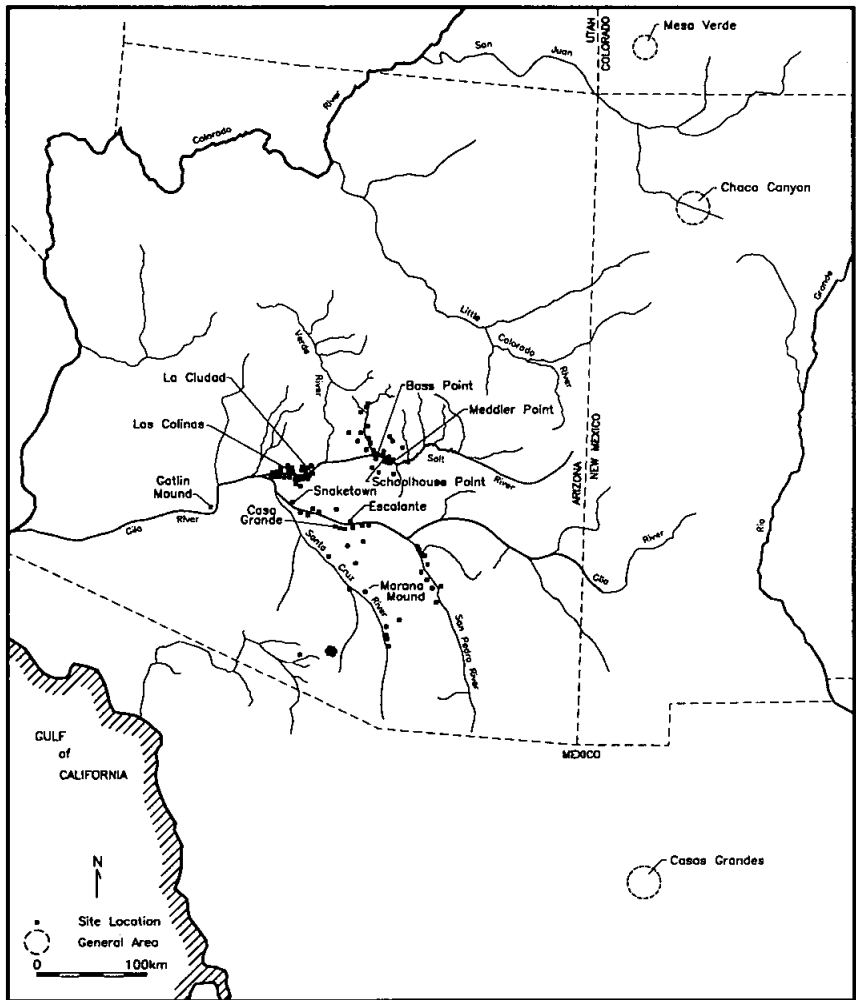 Mesa Verde
UTAH
COLORADO
San
Juan
River
Colorado
Chaco Canyon
Grande
Little
Colorado
River
Verde
River
La Ciudad
Bass Point
Las Colinas
Meddler Point
Salt
River
ARIZONA
NEW MEXICO
Schoolhouse Point
Gatlin
Mound
Snaketown
Escalante
Casa
Grande
Gila
River
Santa
Cruz
River
Gila
River
Rio
Marana
Mound
San Pedro River
GULF
of
CALIFORNIA
MEXICO
Casas Grandes
N
Site Location
General Area
0 100km